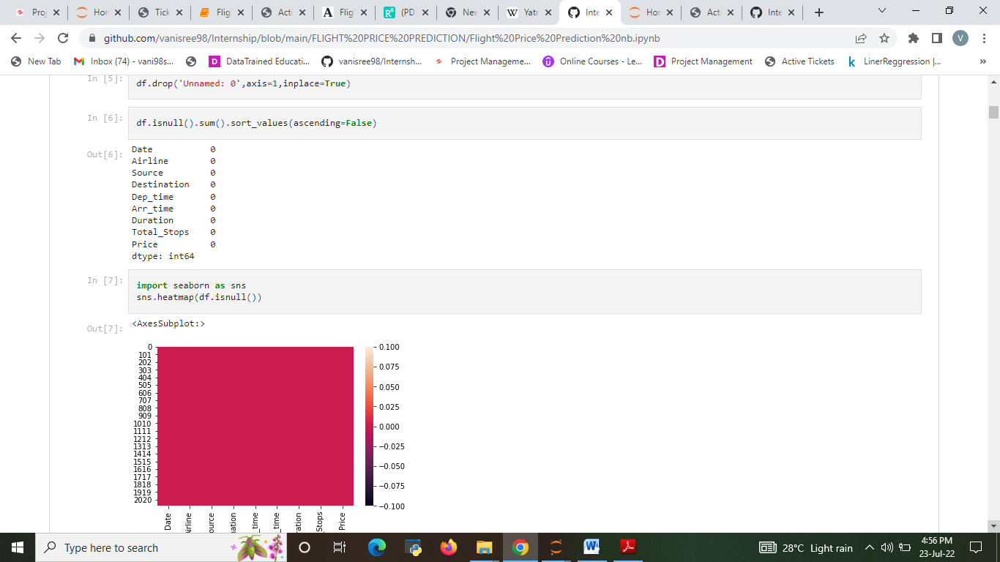 Proj Hom Tick Fligh Acti Fligh (PD New Yatr Inte Hom Acti Inte
github.com/vanisree98/Internship/blob/main/FLIGHT%20PRICE%20PREDICTION/Flight%20Price%20Prediction%20nb.ipynb V
New Tab Inbox (74) - vani98s... DataTrained Educati... vanisree98/Internsh... Project Manageme... Online Courses - Le... Project Management Active Tickets LinerReggression |... »
In [5]: df.drop('Unnamed: 0',axis=1,inplace=True)
In [6]: df.isnull().sum().sort_values(ascending=False)
Out[6]: Date 0
Airline 0
Source 0
Destination 0
Dep_time 0
Arr_time 0
Duration 0
Total_Stops 0
Price 0
dtype: int64
In [7]: import seaborn as sns
sns.heatmap(df.isnull())
Out[7]: <AxesSubplot:>
0
101
202
303
404
505
606
707
808
909
1010
1111
1212
1313
1414
1515
1616
1717
1818
1919
2020
0.100
0.075
0.050
0.025
0.000
−0.025
−0.050
−0.075
−0.100
Date irline ource nation _time _time ration Stops Price
Type here to search 28°C Light rain 4:56 PM
23-Jul-22